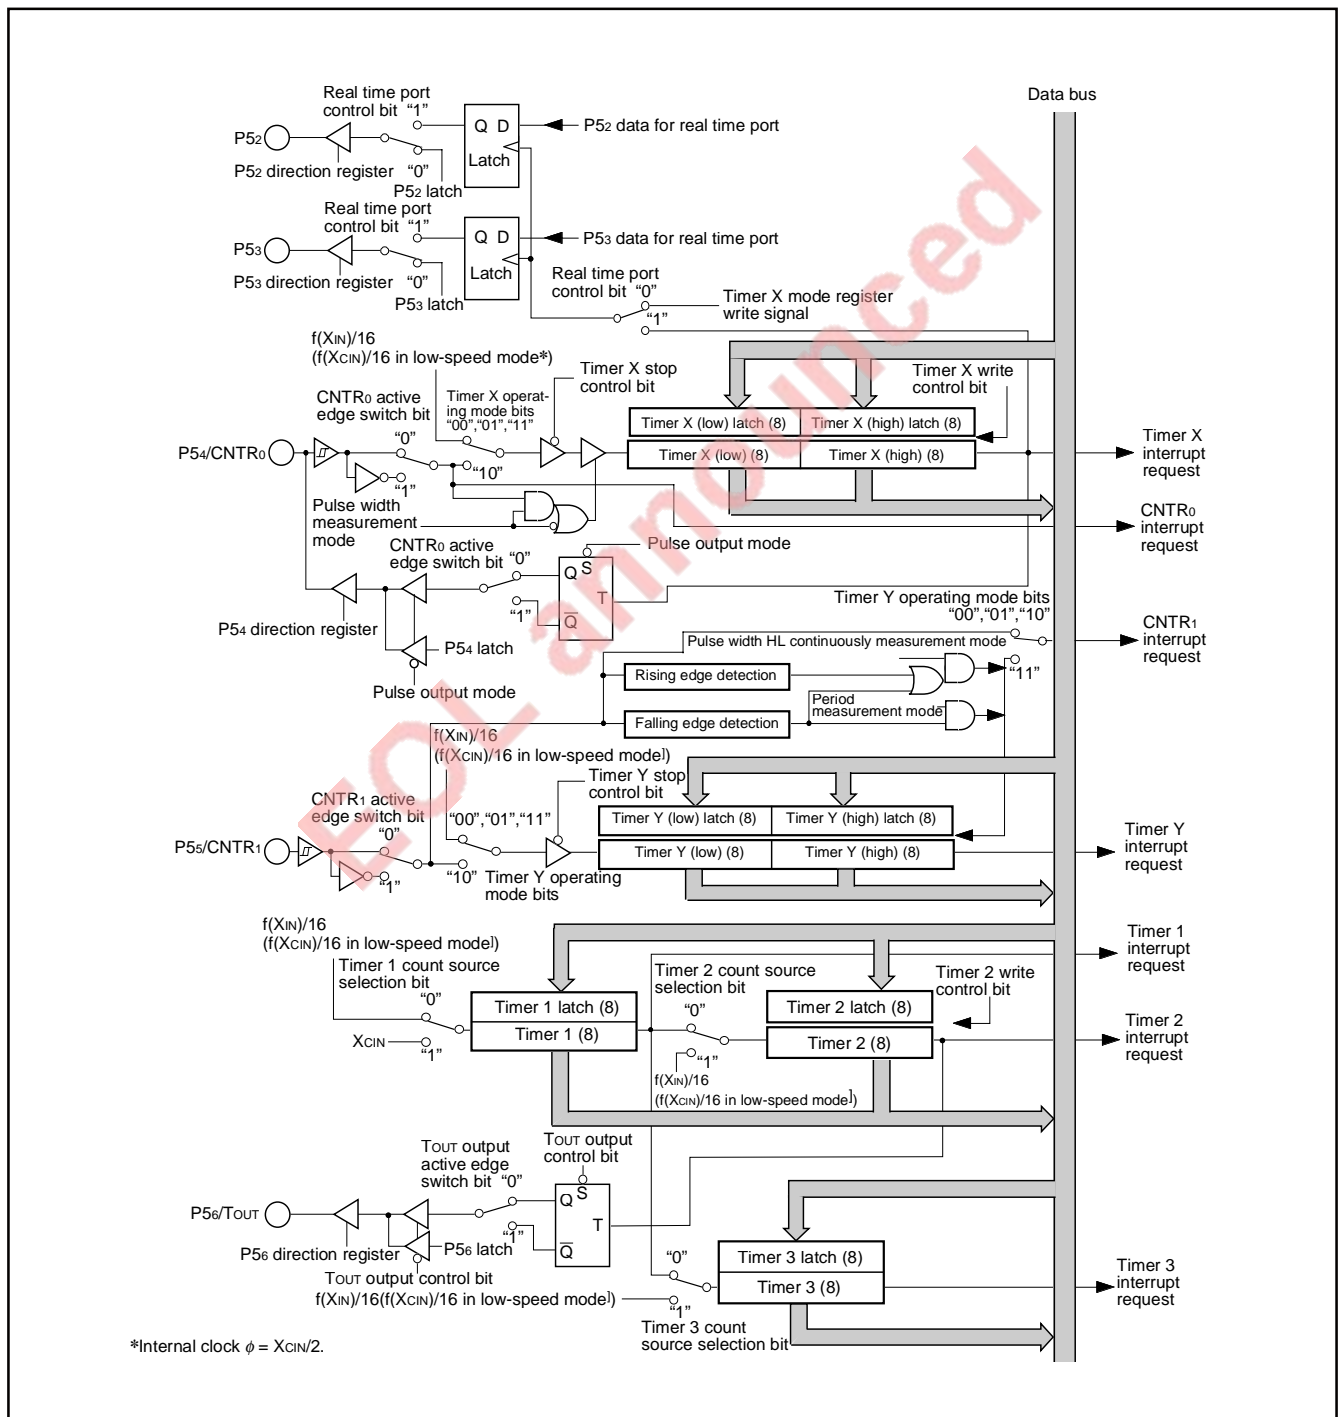 Data bus
Real time port
control bit "1"
Q D
P52 data for real time port
P52
Latch
P52 direction register "0"
P52 latch
Real time port
control bit "1"
Q D
P53 data for real time port
P53
Latch
P53 direction register "0"
P53 latch
Real time port
control bit "0"
Timer X mode register
write signal
"1"
f(XIN)/16
(f(XCIN)/16 in low-speed mode*)
Timer X stop
control bit
Timer X write
control bit
CNTR0 active
edge switch bit
Timer X operat-
ing mode bits
"00","01","11"
Timer X (low) latch (8)
Timer X (high) latch (8)
"0"
P54/CNTR0
Timer X (low) (8)
Timer X (high) (8)
Timer X
interrupt
request
"10"
"1"
Pulse width
measurement
mode
CNTR0
interrupt
request
CNTR0 active
edge switch bit "0"
Pulse output mode
Q S
T
"1"
Q
P54 direction register
P54 latch
Pulse output mode
Timer Y operating mode bits
"00","01","10"
CNTR1
interrupt
request
Pulse width HL continuously measurement mode
"11"
Rising edge detection
Period
measurement mode
Falling edge detection
f(XIN)/16
(f(XCIN)/16 in low-speed mode])
Timer Y stop
control bit
CNTR1 active
edge switch bit
"0"
"00","01","11"
Timer Y (low) latch (8)
Timer Y (high) latch (8)
P55/CNTR1
Timer Y (low) (8)
Timer Y (high) (8)
Timer Y
interrupt
request
"1"
"10"
Timer Y operating
mode bits
f(XIN)/16
(f(XCIN)/16 in low-speed mode])
Timer 1
interrupt
request
Timer 1 count source
selection bit
"0"
Timer 2 count source
selection bit
"0"
Timer 2 write
control bit
Timer 1 latch (8)
Timer 2 latch (8)
Timer 1 (8)
Timer 2 (8)
XCIN
"1"
"1"
Timer 2
interrupt
request
f(XIN)/16
(f(XCIN)/16 in low-speed mode])
TOUT output
active edge
switch bit "0"
TOUT output
control bit
Q S
T
P56/TOUT
"1"
Q
P56 direction register
P56 latch
TOUT output control bit
f(XIN)/16(f(XCIN)/16 in low-speed mode])
"0"
"1"
Timer 3 latch (8)
Timer 3 (8)
Timer 3
interrupt
request
Timer 3 count
source selection bit
*Internal clock φ = XCIN/2.
EOL announced